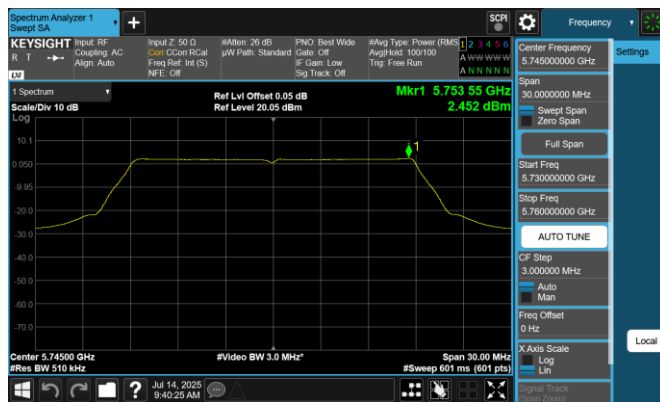 Spectrum Analyzer 1
Swept SA
SCPI
Frequency
KEYSIGHT
R T
LXI
Input: RF
Coupling: AC
Align: Auto
Input Z: 50 Ω
Corr CCorr RCal
Freq Ref: Int (S)
NFE: Off
#Atten: 26 dB
µW Path: Standard
PNO: Best Wide
Gate: Off
IF Gain: Low
Sig Track: Off
#Avg Type: Power (RMS
Avg|Hold: 100/100
Trig: Free Run
1 2 3 4 5 6
A W W W W W
A N N N N N
Center Frequency
5.745000000 GHz
Settings
Span
30.0000000 MHz
Swept Span
Zero Span
Full Span
Start Freq
5.730000000 GHz
Stop Freq
5.760000000 GHz
AUTO TUNE
CF Step
3.000000 MHz
Auto
Man
Freq Offset
0 Hz
X Axis Scale
Log
Lin
Signal Track
(Span Zoom)
Local
1 Spectrum
Scale/Div 10 dB
Log
Ref Lvl Offset 0.05 dB
Ref Level 20.05 dBm
Mkr1 5.753 55 GHz
2.452 dBm
1
10.1
0.050
-9.95
-20.0
-30.0
-40.0
-50.0
-60.0
-70.0
Center 5.74500 GHz
#Res BW 510 kHz
#Video BW 3.0 MHz*
Span 30.00 MHz
#Sweep 601 ms (601 pts)
?
Jul 14, 2025
9:40:25 AM